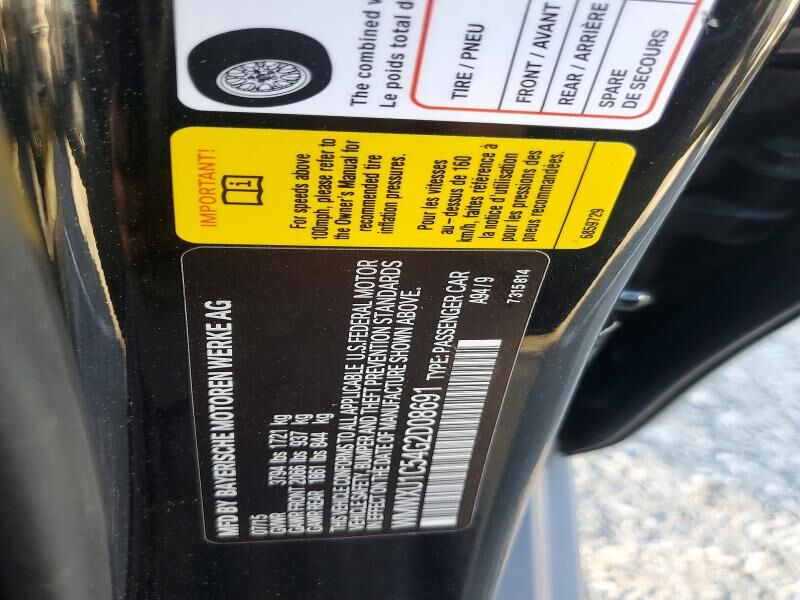 The combined
Le poids total d
TIRE / PNEU
FRONT / AVANT
REAR / ARRIÈRE
SPARE
DE SECOURS
IMPORTANT!
For speeds above
100mph, please refer to
the Owner's Manual for
recommended tire
inflation pressures.
Pour les vitesses
au-dessus de 160
km/h, faites référence à
la notice d'utilisation
pour les pressions des
pneus recommandées.
6859729
MFD BY BAYERISCHE MOTOREN WERKE AG
07/15
GVWR 3794 lbs 1721 kg
GAWR FRONT 2066 lbs 937 kg
GAWR REAR 1861 lbs 844 kg
THIS VEHICLE CONFORMS TO ALL APPLICABLE U.S. FEDERAL MOTOR
VEHICLE SAFETY, BUMPER AND THEFT PREVENTION STANDARDS
IN EFFECT ON THE DATE OF MANUFACTURE SHOWN ABOVE.
WMWXU1C54G2D08691 TYPE: PASSENGER CAR
A94 / 9
7315814